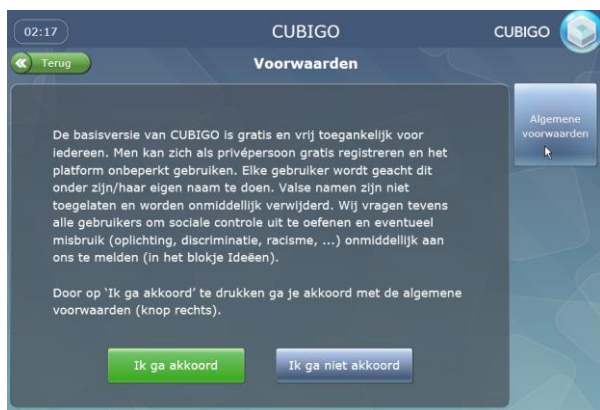 02:17
CUBIGO
CUBIGO
Terug
Voorwaarden
Algemene
voorwaarden
De basisversie van CUBIGO is gratis en vrij toegankelijk voor
iedereen. Men kan zich als privépersoon gratis registreren en het
platform onbeperkt gebruiken. Elke gebruiker wordt geacht dit
onder zijn/haar eigen naam te doen. Valse namen zijn niet
toegelaten en worden onmiddellijk verwijderd. Wij vragen tevens
alle gebruikers om sociale controle uit te oefenen en eventueel
misbruik (oplichting, discriminatie, racisme, ...) onmiddellijk aan
ons te melden (in het blokje Ideëen).
Door op 'Ik ga akkoord' te drukken ga je akkoord met de algemene
voorwaarden (knop rechts).
Ik ga akkoord
Ik ga niet akkoord